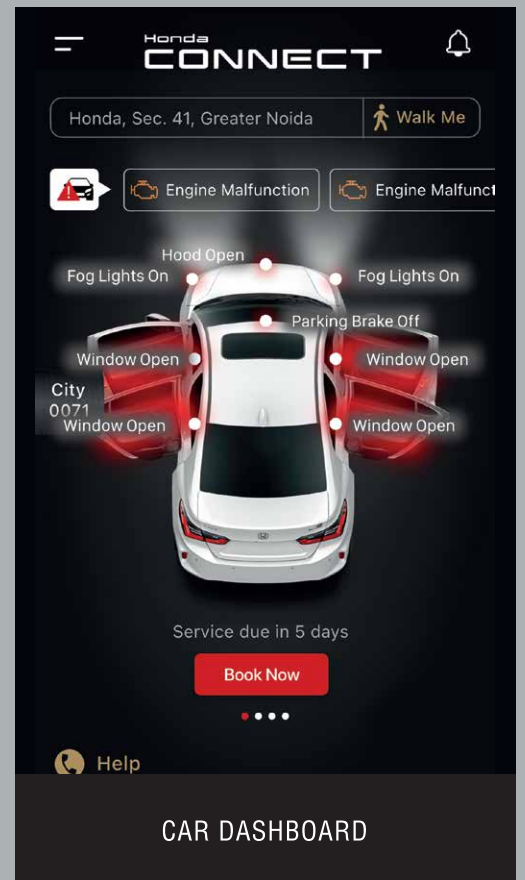 Honda
CONNECT
Honda, Sec. 41, Greater Noida
Walk Me
Engine Malfunction
Engine Malfunct
Hood Open
Fog Lights On
Fog Lights On
Parking Brake Off
Window Open
Window Open
City
0071
Window Open
Window Open
Service due in 5 days
Book Now
Help
CAR DASHBOARD